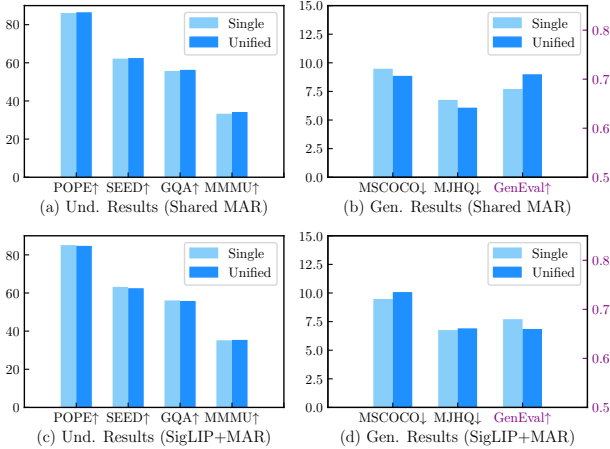 80
60
40
20
0
Single
Unified
POPE↑ SEED↑ GQA↑ MMMU↑
(a) Und. Results (Shared MAR)
15.0
12.5
10.0
7.5
5.0
2.5
0.0
Single
Unified
0.8
0.7
0.6
0.5
MSCOCO↓ MJHQ↓ GenEval↑
(b) Gen. Results (Shared MAR)
80
60
40
20
0
Single
Unified
POPE↑ SEED↑ GQA↑ MMMU↑
(c) Und. Results (SigLIP+MAR)
15.0
12.5
10.0
7.5
5.0
2.5
0.0
Single
Unified
0.8
0.7
0.6
0.5
MSCOCO↓ MJHQ↓ GenEval↑
(d) Gen. Results (SigLIP+MAR)